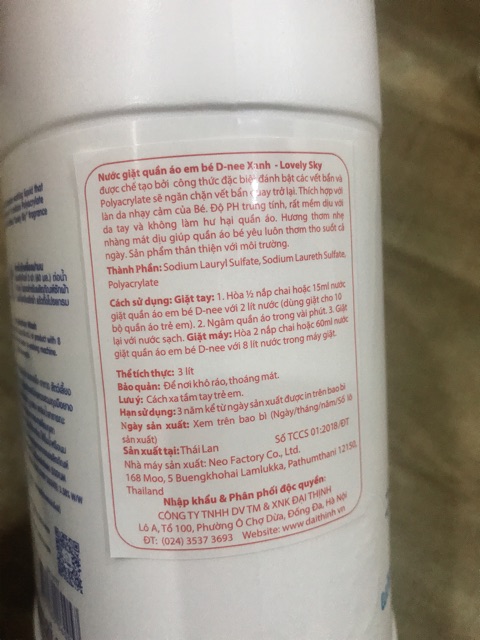 Nước giặt quần áo em bé D-nee Xanh - Lovely Sky
được chế tạo bởi công thức đặc biệt đánh bật các vết bẩn và
Polyacrylate sẽ ngăn chặn vết bẩn quay trở lại. Thích hợp với
làn da nhạy cảm của Bé. Độ PH trung tính, rất mềm dịu với
da tay và không làm hư hại quần áo. Hương thơm nhẹ
nhàng mát dịu giúp quần áo bé yêu luôn thơm tho suốt cả
ngày. Sản phẩm thân thiện với môi trường.
Thành Phần: Sodium Lauryl Sulfate, Sodium Laureth Sulfate,
Polyacrylate
Cách sử dụng: Giặt tay: 1. Hòa ½ nắp chai hoặc 15ml nước
giặt quần áo em bé D-nee với 2 lít nước (dùng giặt cho 10
bộ quần áo trẻ em). 2. Ngâm quần áo trong vài phút. 3. Giặt
lại với nước sạch. Giặt máy: Hòa 2 nắp chai hoặc 60ml nước
giặt quần áo em bé D-nee với 8 lít nước trong máy giặt.
Thể tích thực: 3 lít
Bảo quản: Để nơi khô ráo, thoáng mát.
Lưu ý: Cách xa tầm tay trẻ em.
Hạn sử dụng: 3 năm kể từ ngày sản xuất được in trên bao bì
Ngày sản xuất: Xem trên bao bì (Ngày/tháng/năm/Số lô
sản xuất)
Sản xuất tại: Thái Lan Số TCCS 01:2018/ĐT
Nhà máy sản xuất: Neo Factory Co., Ltd.
168 Moo, 5 Buengkhohai Lamlukka, Pathumthani 12150,
Thailand
Nhập khẩu & Phân phối độc quyền:
CÔNG TY TNHH DV TM & XNK ĐẠI THỊNH
Lô A, Tổ 100, Phường Ô Chợ Dừa, Đống Đa, Hà Nội
ĐT: (024) 3537 3693 Website: www.daithinh.vn